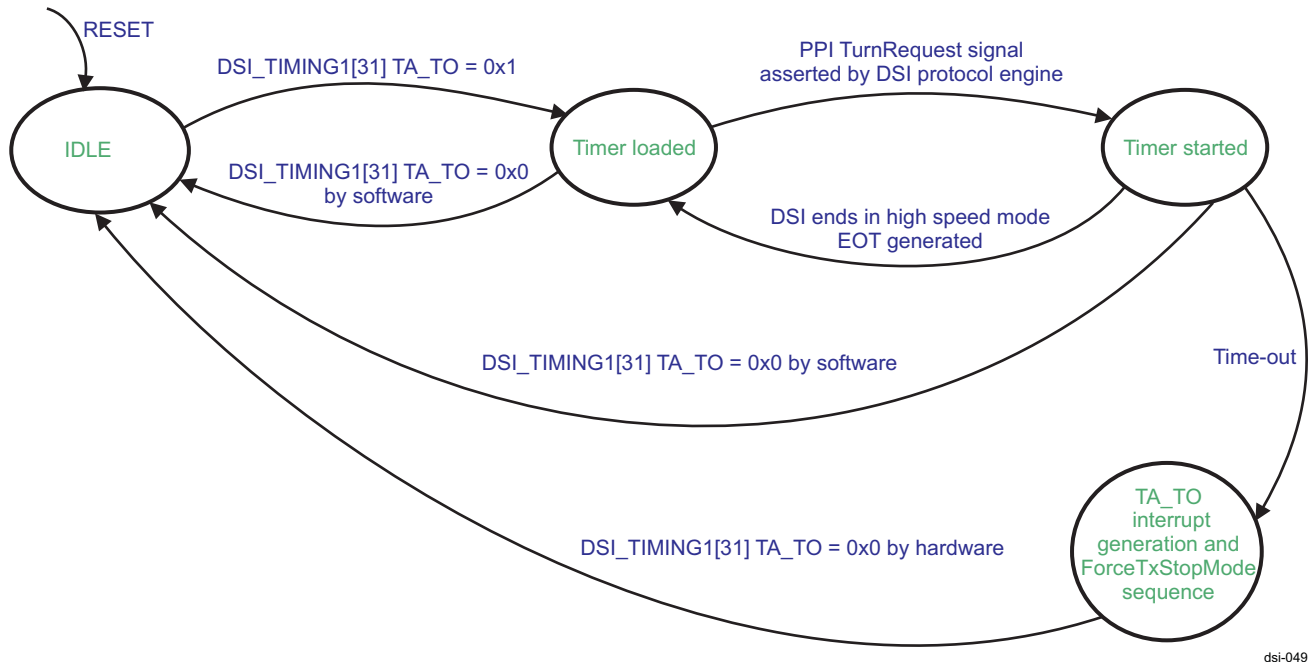 RESET
DSI_TIMING1[31] TA_TO = 0x1
PPI TurnRequest signal
asserted by DSI protocol engine
IDLE
Timer loaded
Timer started
DSI_TIMING1[31] TA_TO = 0x0
by software
DSI ends in high speed mode
EOT generated
DSI_TIMING1[31] TA_TO = 0x0 by software
Time-out
TA_TO
interrupt
generation and
ForceTxStopMode
sequence
DSI_TIMING1[31] TA_TO = 0x0 by hardware
dsi-049